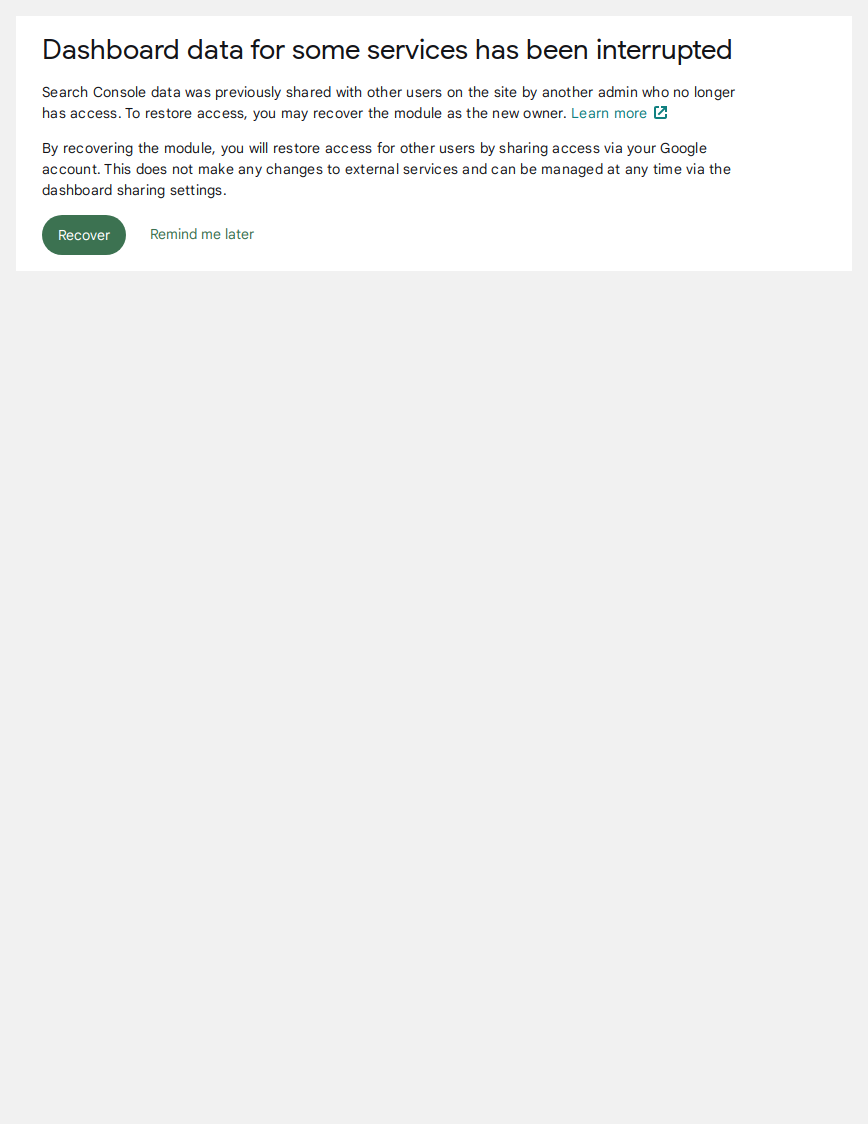 Dashboard data for some services has been interrupted
Search Console data was previously shared with other users on the site by another admin who no longer
has access. To restore access, you may recover the module as the new owner. Learn more
By recovering the module, you will restore access for other users by sharing access via your Google
account. This does not make any changes to external services and can be managed at any time via the
dashboard sharing settings.
Recover
Remind me later